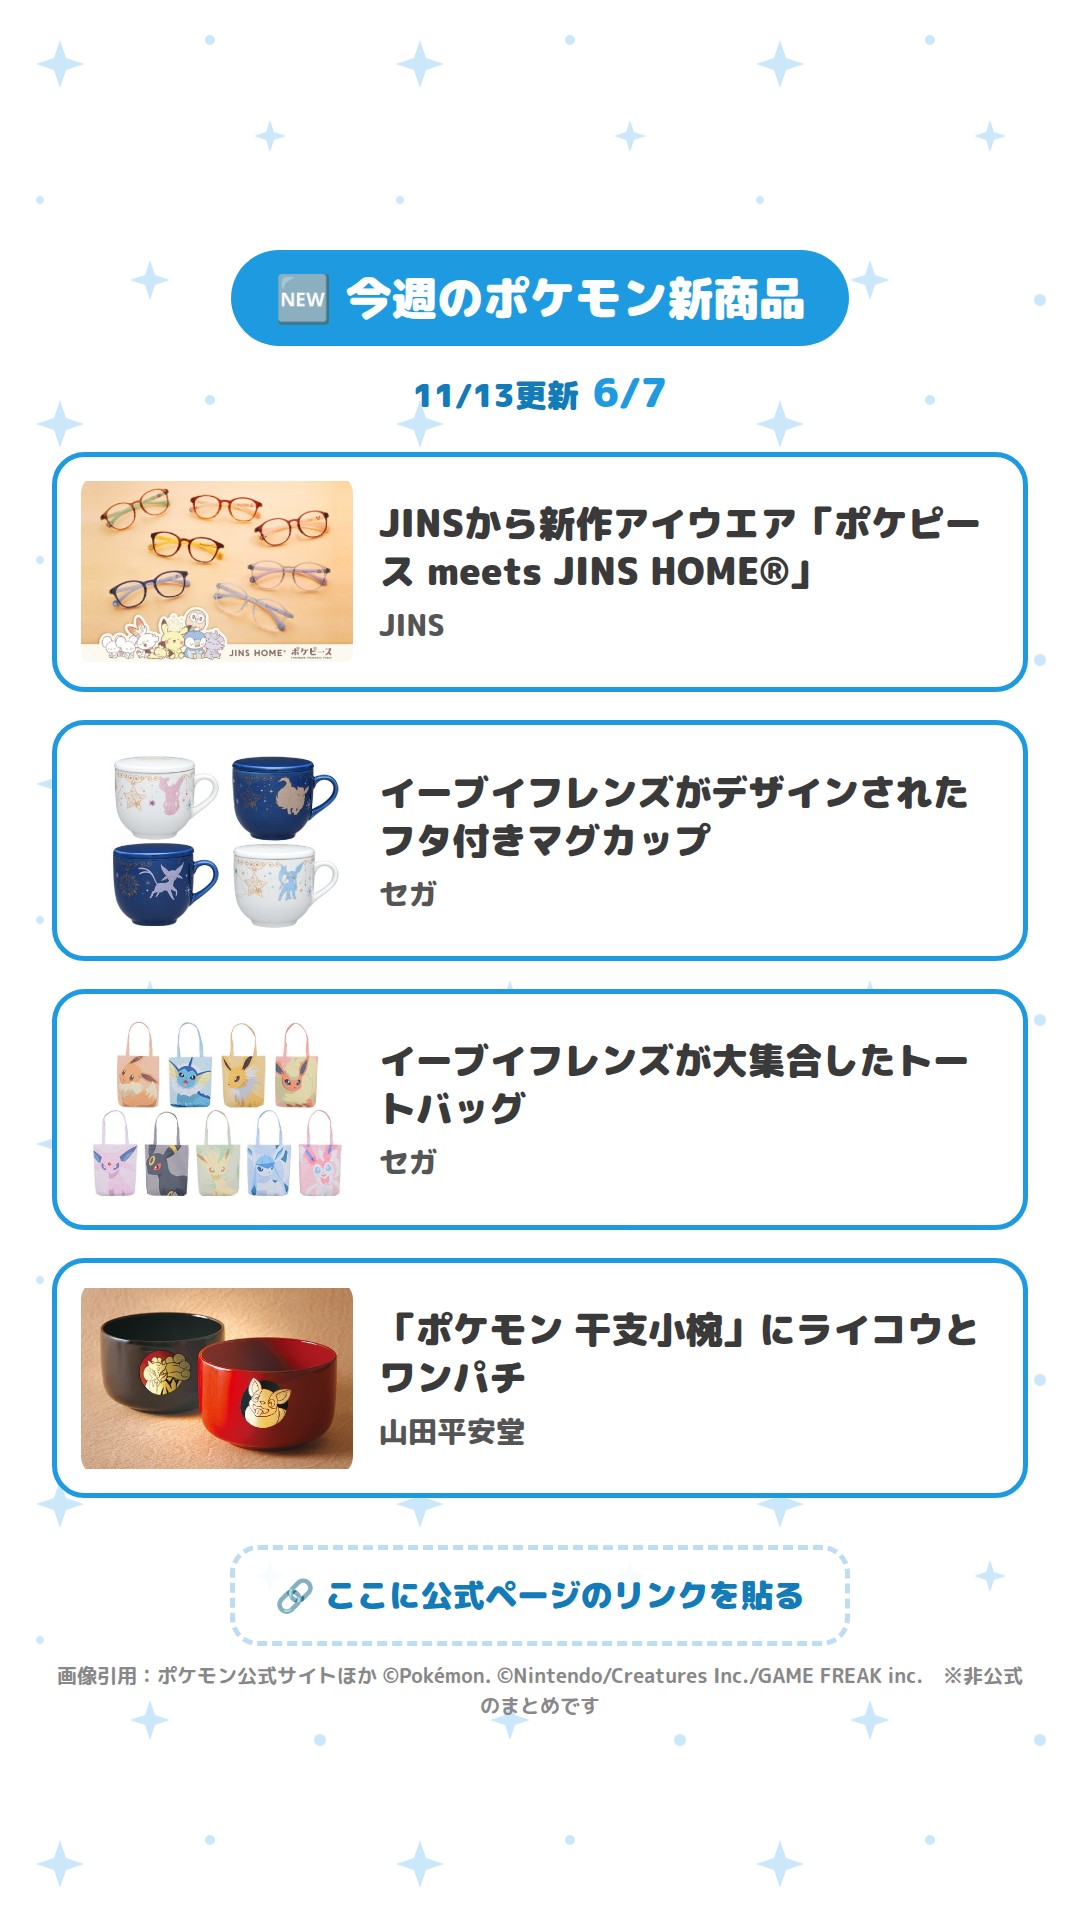 NEW 今週のポケモン新商品
11/13更新 6/7
JINSから新作アイウエア「ポケピー
ス meets JINS HOME®」
JINS
JINS HOME® ポケピース
イーブイフレンズがデザインされた
フタ付きマグカップ
セガ
イーブイフレンズが大集合したトー
トバッグ
セガ
「ポケモン 干支小椀」にライコウと
ワンパチ
山田平安堂
ここに公式ページのリンクを貼る
画像引用：ポケモン公式サイトほか ©Pokémon. ©Nintendo/Creatures Inc./GAME FREAK inc.　※非公式
のまとめです